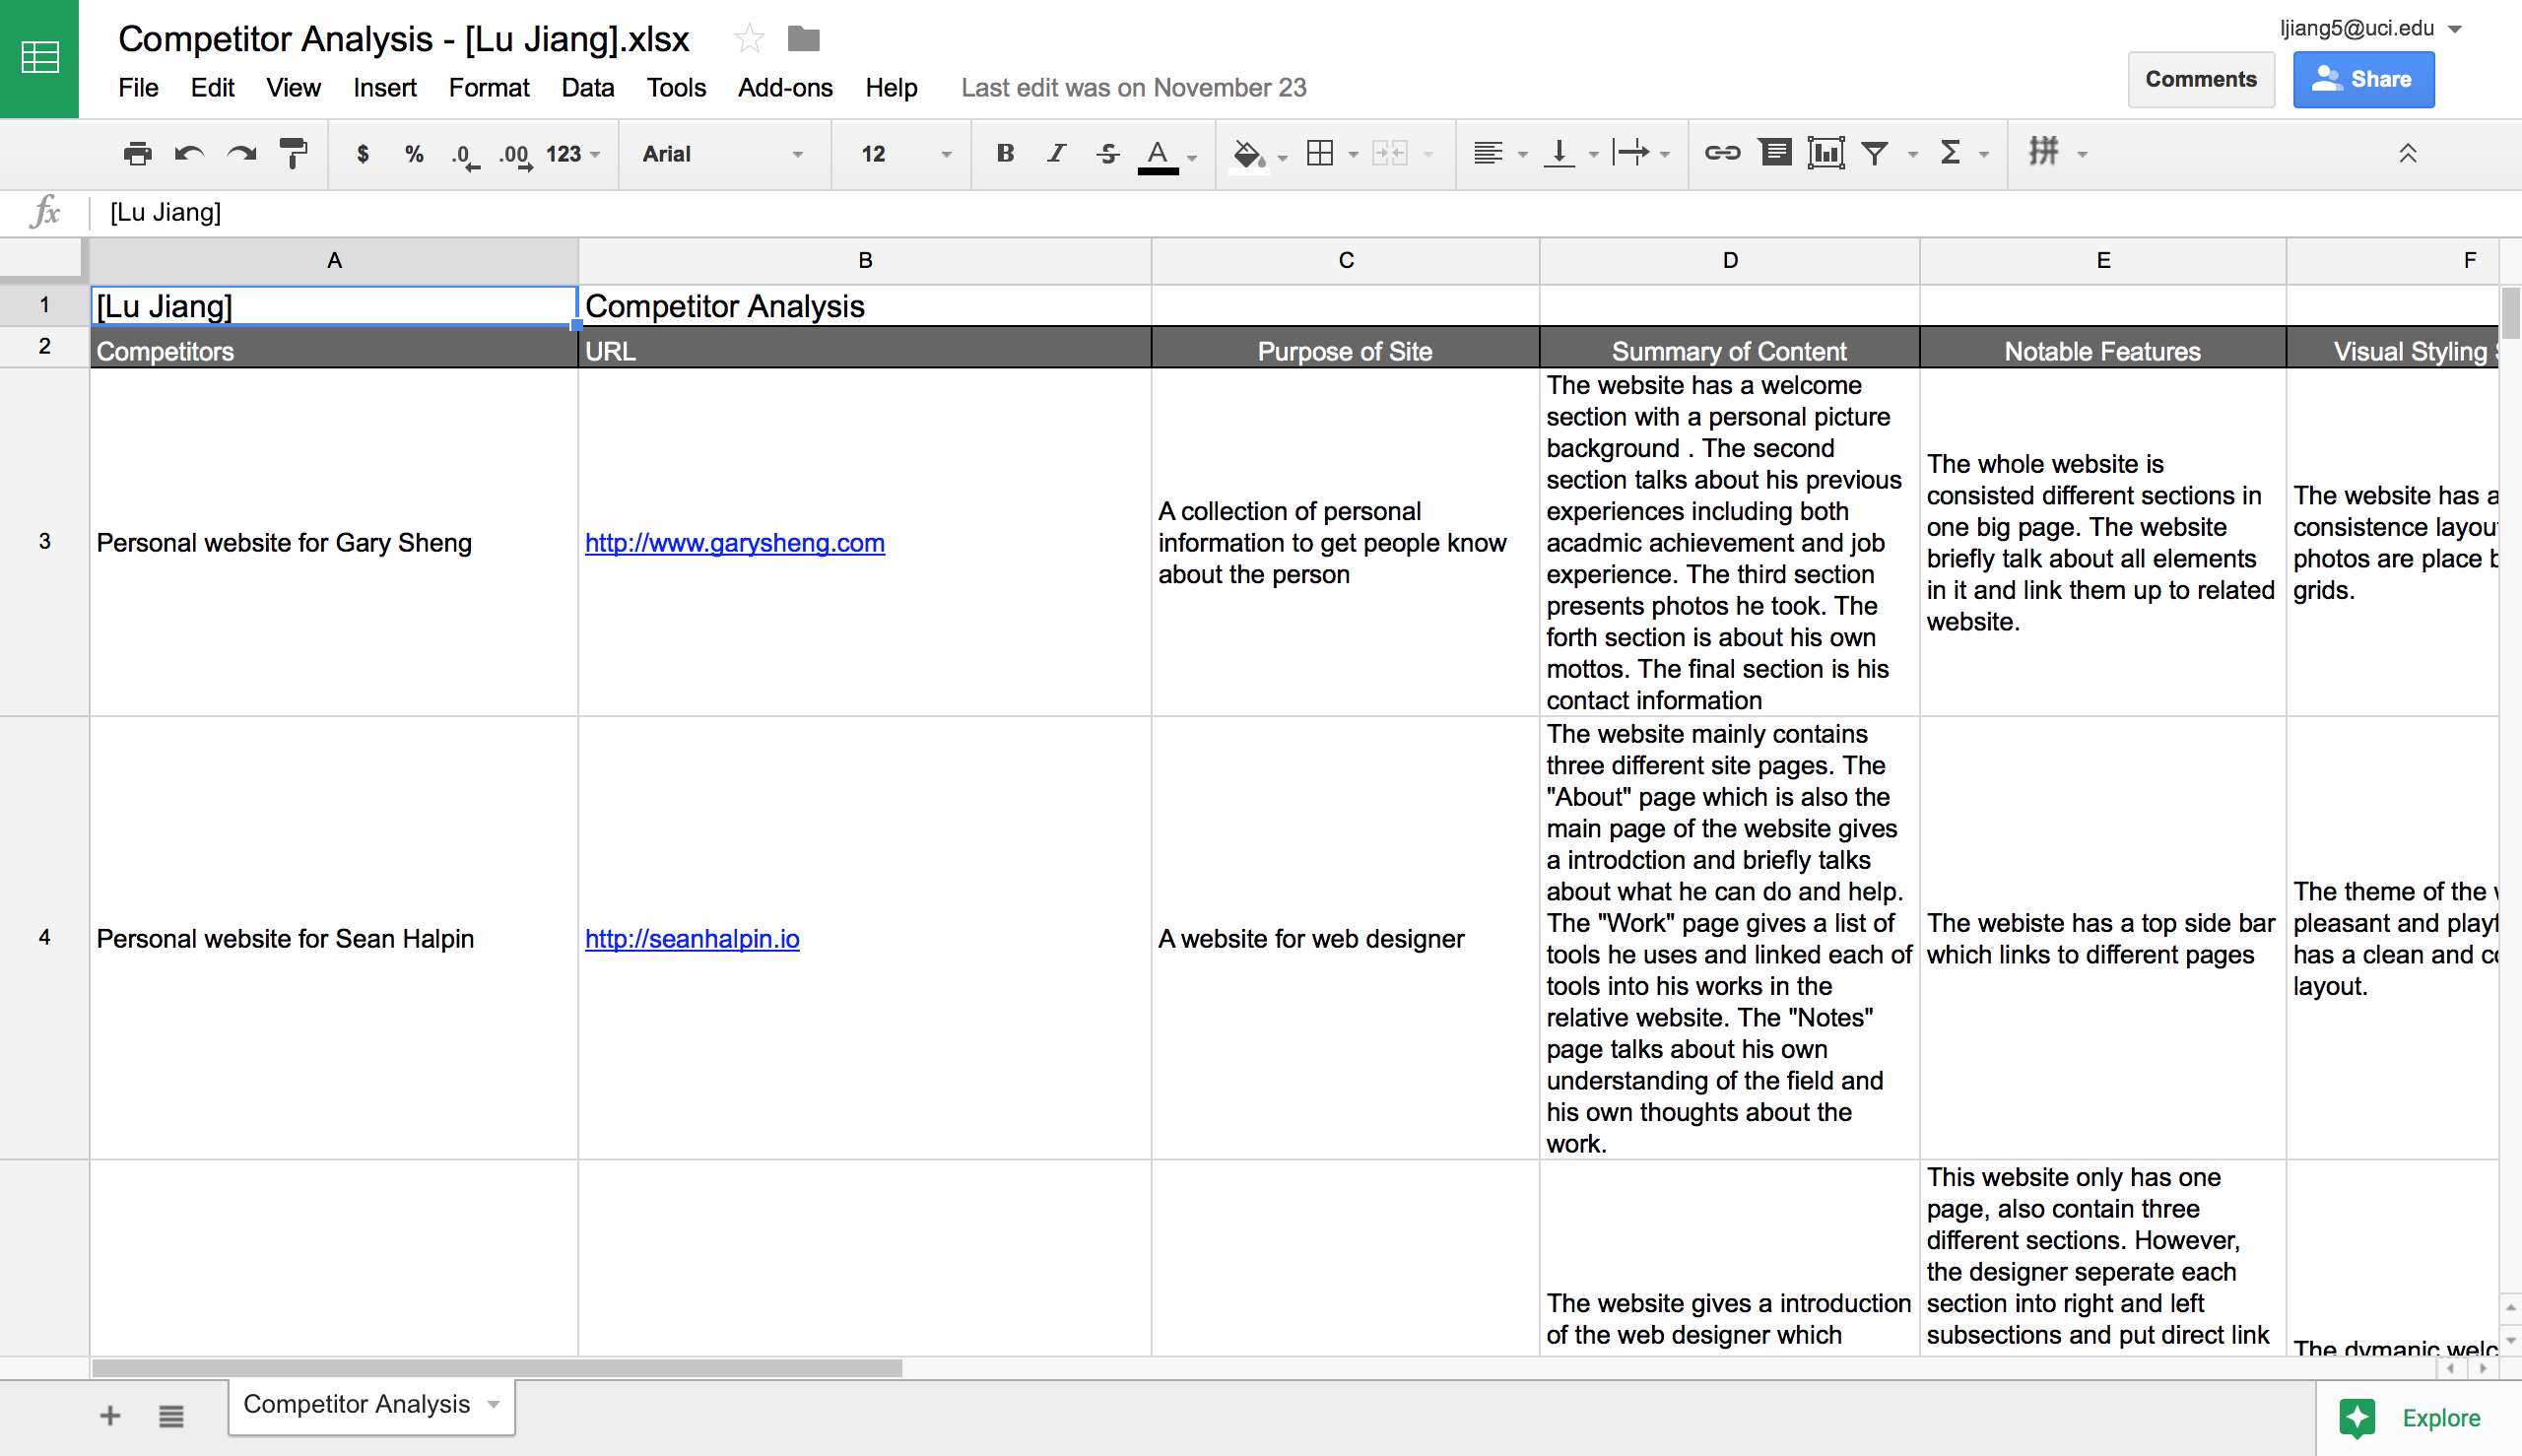 Competitor Analysis - [Lu Jiang].xlsx
ljiang5@uci.edu
File Edit View Insert Format Data Tools Add-ons Help Last edit was on November 23
Comments Share
$ % .0 .00 123 Arial 12 B I S A Σ 拼
fx [Lu Jiang]
A B C D E F
1 [Lu Jiang] Competitor Analysis
2 Competitors URL Purpose of Site Summary of Content Notable Features Visual Styling
3
Personal website for Gary Sheng
http://www.garysheng.com
A collection of personal
information to get people know
about the person
The website has a welcome
section with a personal picture
background . The second
section talks about his previous
experiences including both
acadmic achievement and job
experience. The third section
presents photos he took. The
forth section is about his own
mottos. The final section is his
contact information
The whole website is
consisted different sections in
one big page. The website
briefly talk about all elements
in it and link them up to related
website.
The website has a
consistence
photos are place
grids.
4
Personal website for Sean Halpin
http://seanhalpin.io
A website for web designer
The website mainly contains
three different site pages. The
"About" page which is also the
main page of the website gives
a introdction and briefly talks
about what he can do and help.
The "Work" page gives a list of
tools he uses and linked each of
tools into his works in the
relative website. The "Notes"
page talks about his own
understanding of the field and
his own thoughts about the
work.
The webiste has a top side bar
which links to different pages
The theme of the
pleasant and
has a clean and
layout.
The website gives a introduction
of the web designer which
This website only has one
page, also contain three
different sections. However,
the designer seperate each
section into right and left
subsections and put direct link
The dymanic
Competitor Analysis
Explore